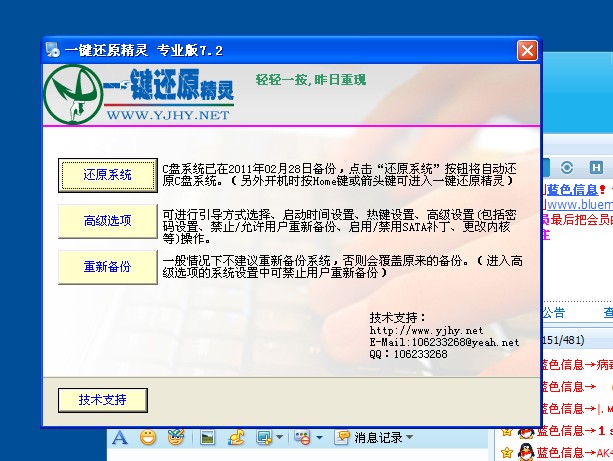 一键还原精灵 专业版7.2
一键还原精灵
WWW.YJHY.NET
轻轻一按,昨日重现
还原系统
C盘系统已在2011年02月28日备份，点击“还原系统”按钮将自动还
原C盘系统。（另外开机时按Home键或箭头键可进入一键还原精灵）
高级选项
可进行引导方式选择、启动时间设置、热键设置、高级设置(包括密
码设置、禁止/允许用户重新备份、启用/禁用SATA补丁、更改内核
等)操作。
重新备份
一般情况下不建议重新备份系统，否则会覆盖原来的备份。（进入高
级选项的系统设置中可禁止用户重新备份）
技术支持：
http://www.yjhy.net
E-Mail:106233268@yeah.net
QQ：106233268
技术支持
蓝色信息！
www.bluem
员最后把会员的
主
公告
151/481)
蓝色信息→病毒
蓝色信息→
蓝色信息→
蓝色信息→1 s
蓝色信息→AK
消息记录